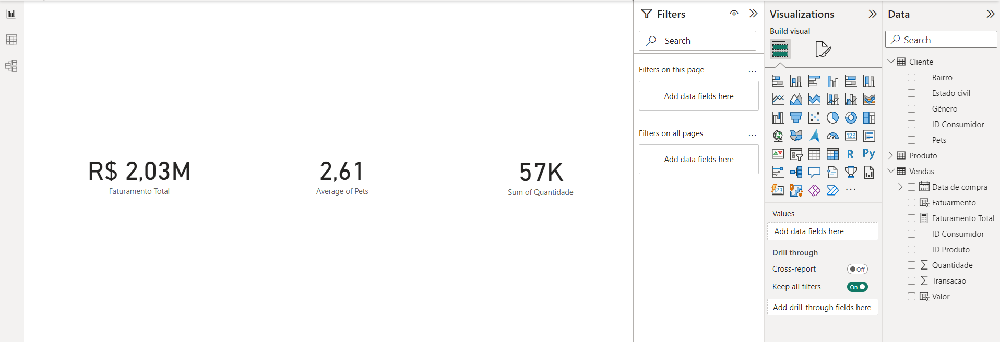 R$ 2,03M
Faturamento Total
2,61
Average of Pets
57K
Sum of Quantidade
Filters
Search
Filters on this page
...
Add data fields here
Filters on all pages
...
Add data fields here
Visualizations
Build visual
123
R
Py
123
...
Values
Add data fields here
Drill through
Cross-report
Off
Keep all filters
On
Add drill-through fields here
Data
Search
Cliente
Bairro
Estado civil
Gênero
ID Consumidor
Pets
Produto
Vendas
Data de compra
Fatuarmento
Faturamento Total
ID Consumidor
ID Produto
Quantidade
Transacao
Valor